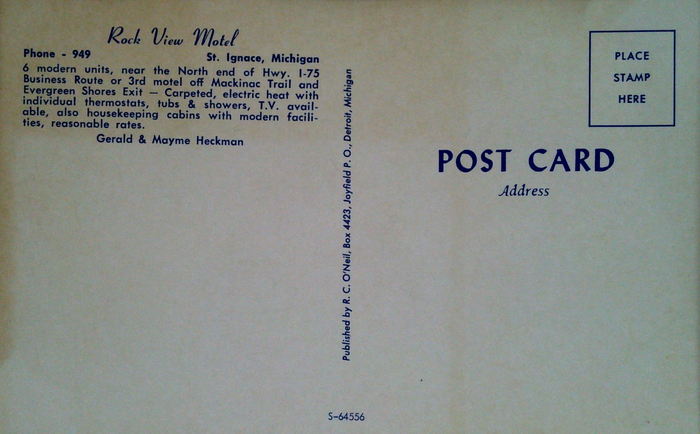 Rock View Motel
Phone - 949 St. Ignace, Michigan
6 modern units, near the North end of Hwy. I-75
Business Route or 3rd motel off Mackinac Trail and
Evergreen Shores Exit — Carpeted, electric heat with
individual thermostats, tubs & showers, T.V. avail-
able, also housekeeping cabins with modern facili-
ties, reasonable rates.
Gerald & Mayme Heckman
Published by R. C. O'Neil, Box 4423, Joyfield P. O., Detroit, Michigan
PLACE
STAMP
HERE
POST CARD
Address
S-64556